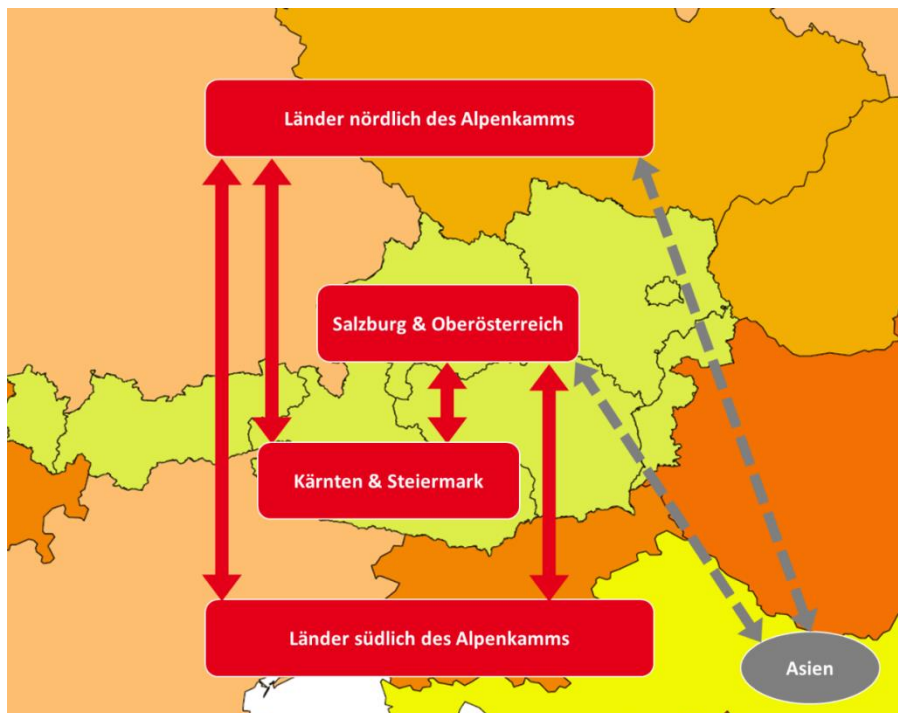 Länder nördlich des Alpenkamms
Salzburg & Oberösterreich
Kärnten & Steiermark
Länder südlich des Alpenkamms
Asien